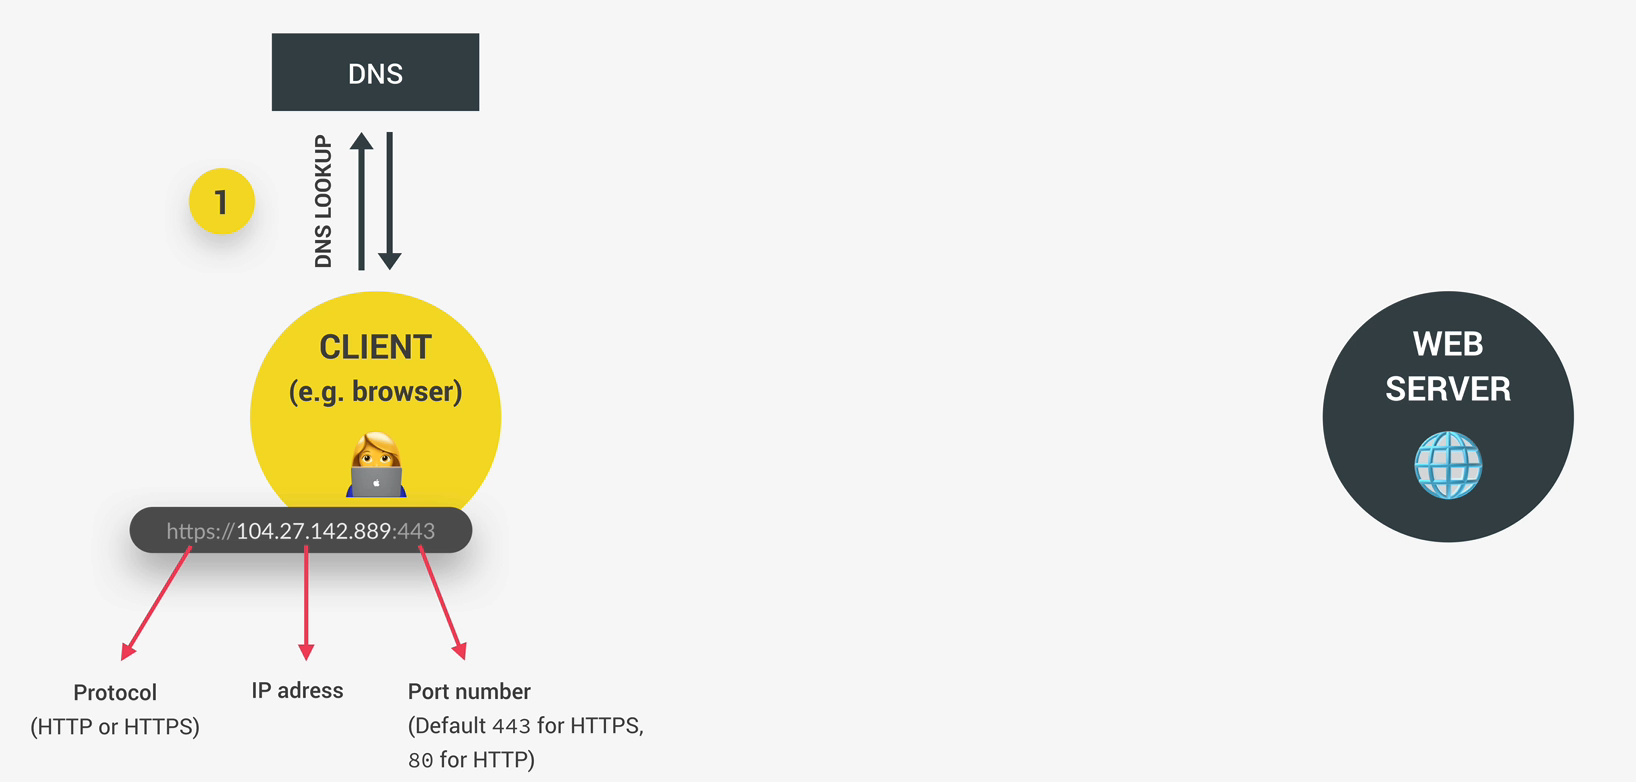 DNS
DNS LOOKUP
1
CLIENT
(e.g. browser)
https://104.27.142.889:443
Protocol
(HTTP or HTTPS)
IP adress
Port number
(Default 443 for HTTPS,
80 for HTTP)
WEB
SERVER